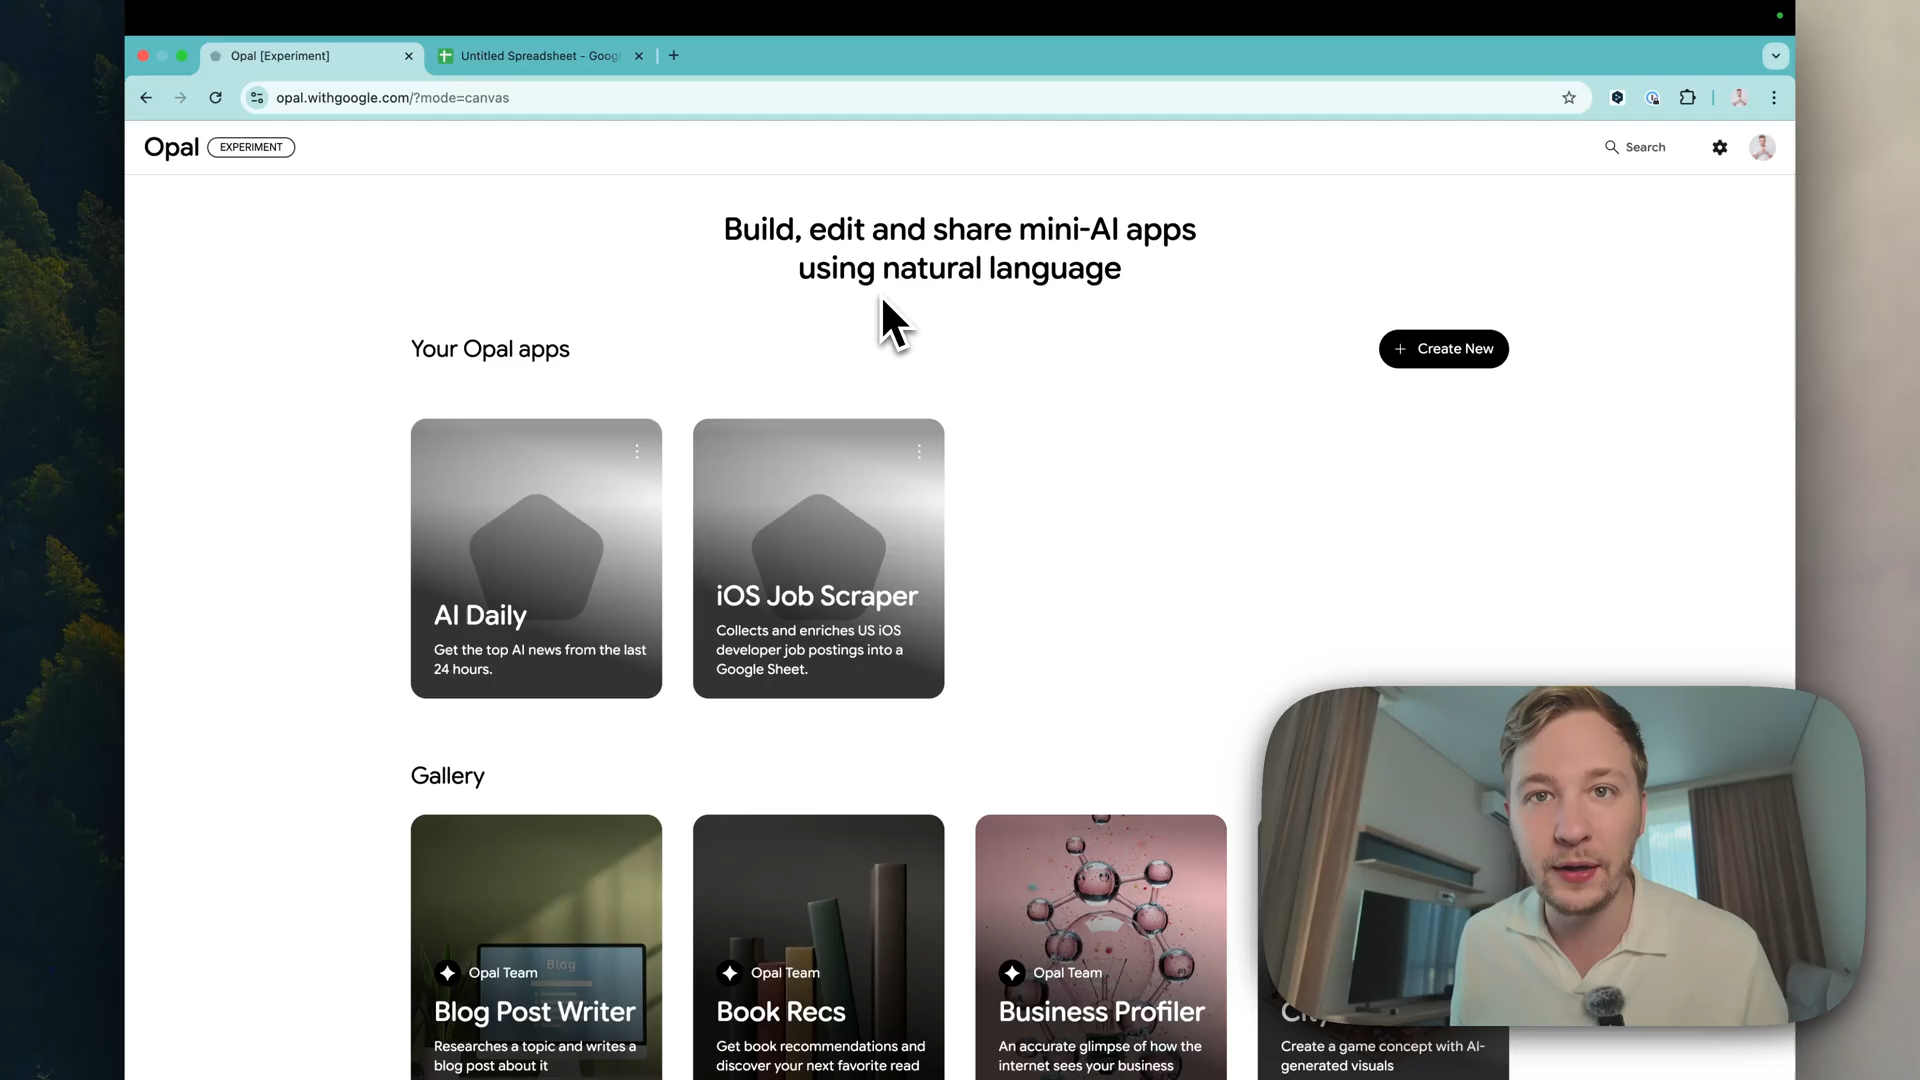 Opal [Experiment]
Untitled Spreadsheet - Goog
opal.withgoogle.com/?mode=canvas
Opal
EXPERIMENT
Search
Build, edit and share mini-AI apps
using natural language
Your Opal apps
+ Create New
AI Daily
Get the top AI news from the last
24 hours.
iOS Job Scraper
Collects and enriches US iOS
developer job postings into a
Google Sheet.
Gallery
Blog
Opal Team
Blog Post Writer
Researches a topic and writes a
blog post about it
Opal Team
Book Recs
Get book recommendations and
discover your next favorite read
Opal Team
Business Profiler
An accurate glimpse of how the
internet sees your business
Create a game concept with AI-
generated visuals